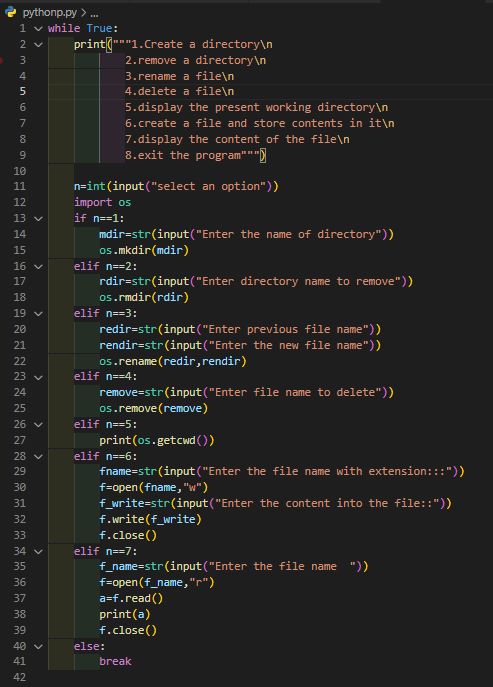 pythonp.py > ...
1 while True:
2     print("""1.Create a directory\n
3             2.remove a directory\n
4             3.rename a file\n
5             4.delete a file\n
6             5.display the present working directory\n
7             6.create a file and store contents in it\n
8             7.display the content of the file\n
9             8.exit the program""")
10
11     n=int(input("select an option"))
12     import os
13     if n==1:
14         mdir=str(input("Enter the name of directory"))
15         os.mkdir(mdir)
16     elif n==2:
17         rdir=str(input("Enter directory name to remove"))
18         os.rmdir(rdir)
19     elif n==3:
20         redir=str(input("Enter previous file name"))
21         rendir=str(input("Enter the new file name"))
22         os.rename(redir,rendir)
23     elif n==4:
24         remove=str(input("Enter file name to delete"))
25         os.remove(remove)
26     elif n==5:
27         print(os.getcwd())
28     elif n==6:
29         fname=str(input("Enter the file name with extension:::"))
30         f=open(fname,"w")
31         f_write=str(input("Enter the content into the file::"))
32         f.write(f_write)
33         f.close()
34     elif n==7:
35         f_name=str(input("Enter the file name  "))
36         f=open(f_name,"r")
37         a=f.read()
38         print(a)
39         f.close()
40     else:
41         break
42